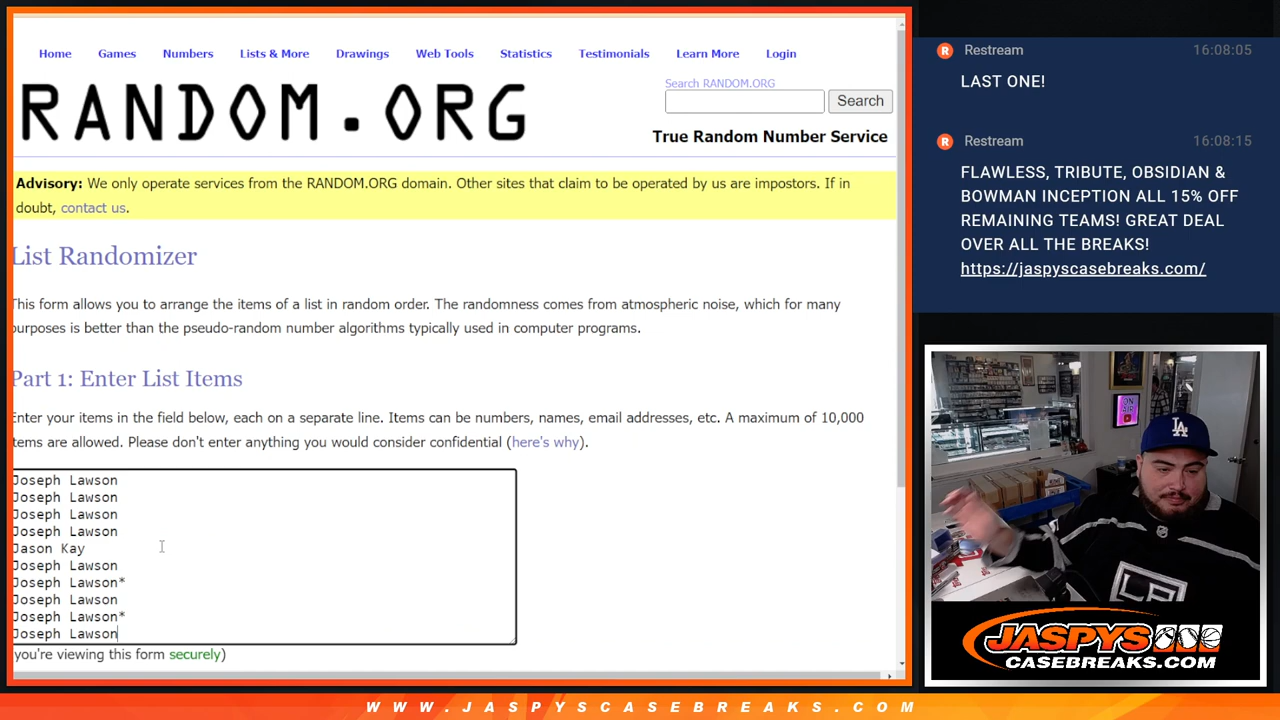 Home Games Numbers Lists & More Drawings Web Tools Statistics Testimonials Learn More Login
RANDOM.ORG
Search RANDOM.ORG
Search
True Random Number Service
Advisory: We only operate services from the RANDOM.ORG domain. Other sites that claim to be operated by us are impostors. If in
doubt, contact us.
List Randomizer
This form allows you to arrange the items of a list in random order. The randomness comes from atmospheric noise, which for many
purposes is better than the pseudo-random number algorithms typically used in computer programs.
Part 1: Enter List Items
Enter your items in the field below, each on a separate line. Items can be numbers, names, email addresses, etc. A maximum of 10,000
items are allowed. Please don't enter anything you would consider confidential (here's why).
Joseph Lawson
Joseph Lawson
Joseph Lawson
Joseph Lawson
Jason Kay
Joseph Lawson
Joseph Lawson*
Joseph Lawson
Joseph Lawson*
Joseph Lawson
you're viewing this form securely)
R Restream 16:08:05
LAST ONE!
R Restream 16:08:15
FLAWLESS, TRIBUTE, OBSIDIAN &
BOWMAN INCEPTION ALL 15% OFF
REMAINING TEAMS! GREAT DEAL
OVER ALL THE BREAKS!
https://jaspyscasebreaks.com/
ON
AIR
LA
LA
JASPYS
CASEBREAKS.COM
WWW.JASPYSCASEBREAKS.COM